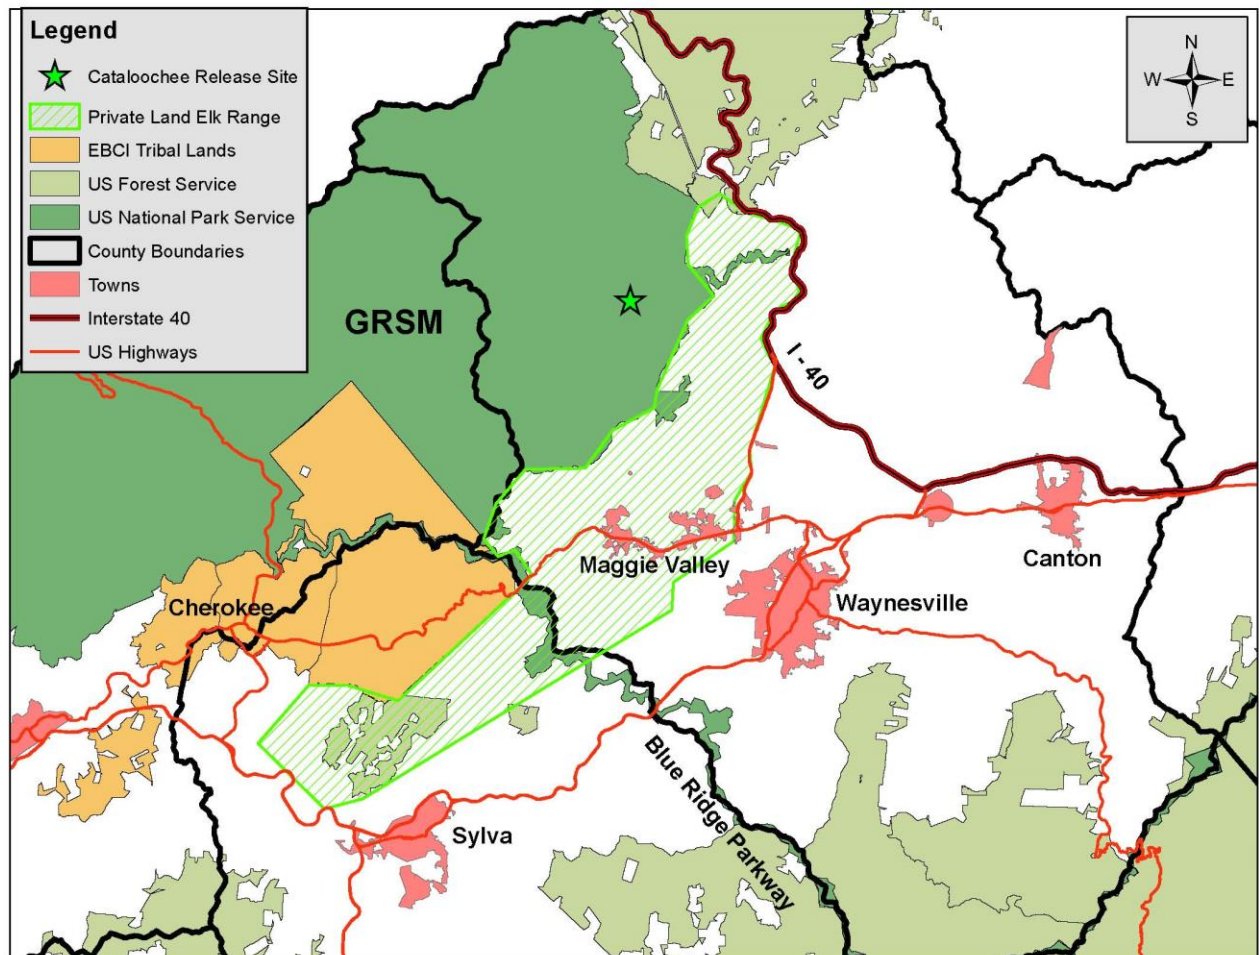 Legend
Cataloochee Release Site
Private Land Elk Range
EBCI Tribal Lands
US Forest Service
US National Park Service
County Boundaries
Towns
Interstate 40
US Highways
N
W E
S
GRSM
I - 40
Maggie Valley
Canton
Cherokee
Waynesville
Blue Ridge Parkway
Sylva